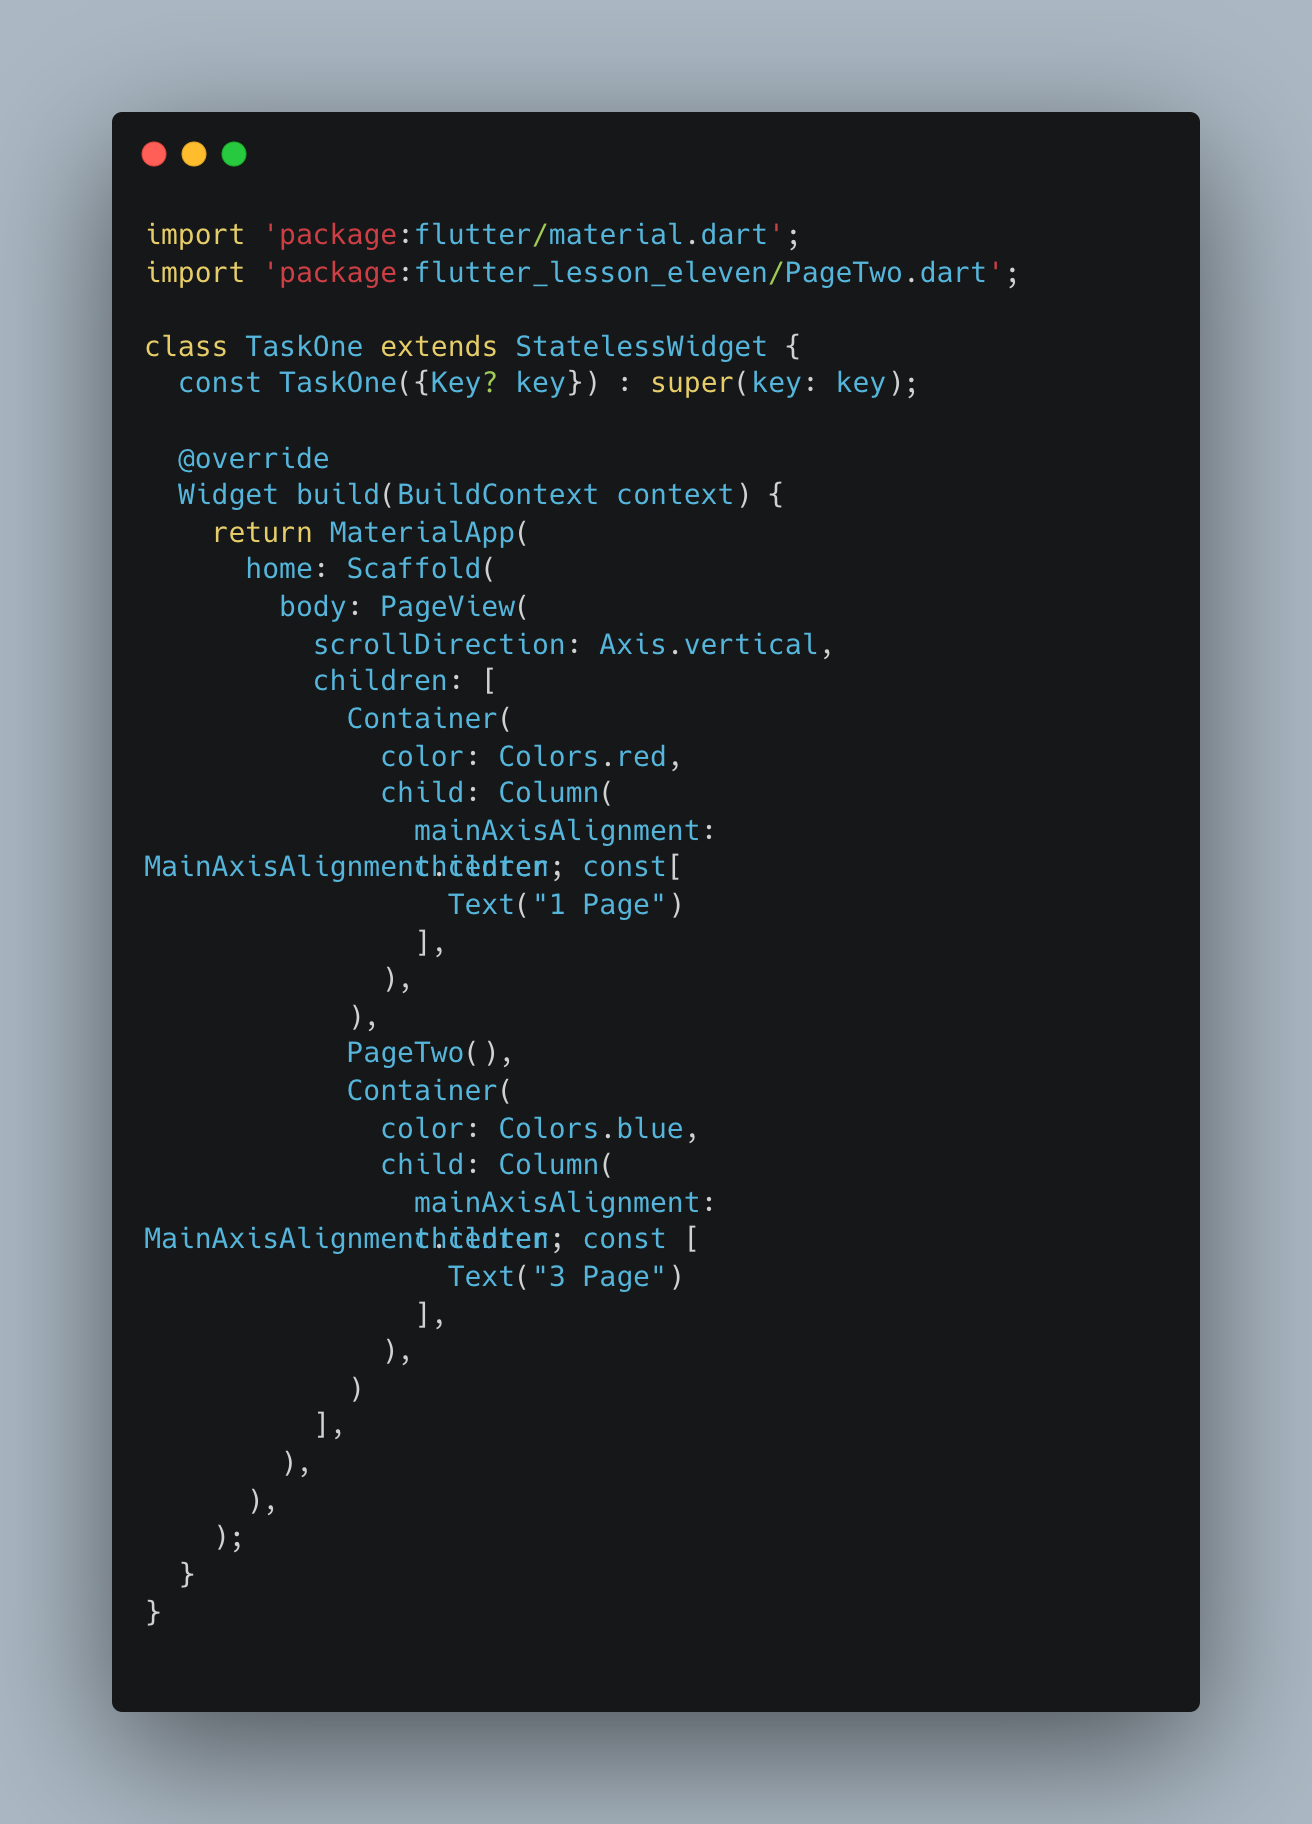 import 'package:flutter/material.dart';
import 'package:flutter_lesson_eleven/PageTwo.dart';
class TaskOne extends StatelessWidget {
const TaskOne({Key? key}) : super(key: key);
@override
Widget build(BuildContext context) {
return MaterialApp(
home: Scaffold(
body: PageView(
scrollDirection: Axis.vertical,
children: [
Container(
color: Colors.red,
child: Column(
mainAxisAlignment:
MainAxisAlignment.center,
children: const[
Text("1 Page")
],
),
),
PageTwo(),
Container(
color: Colors.blue,
child: Column(
mainAxisAlignment:
MainAxisAlignment.center,
children: const [
Text("3 Page")
],
),
)
],
),
),
);
}
}